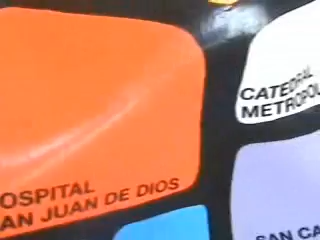 CATEDRAL
METROPOL
OSPITAL
AN JUAN DE DIOS
SAN CA